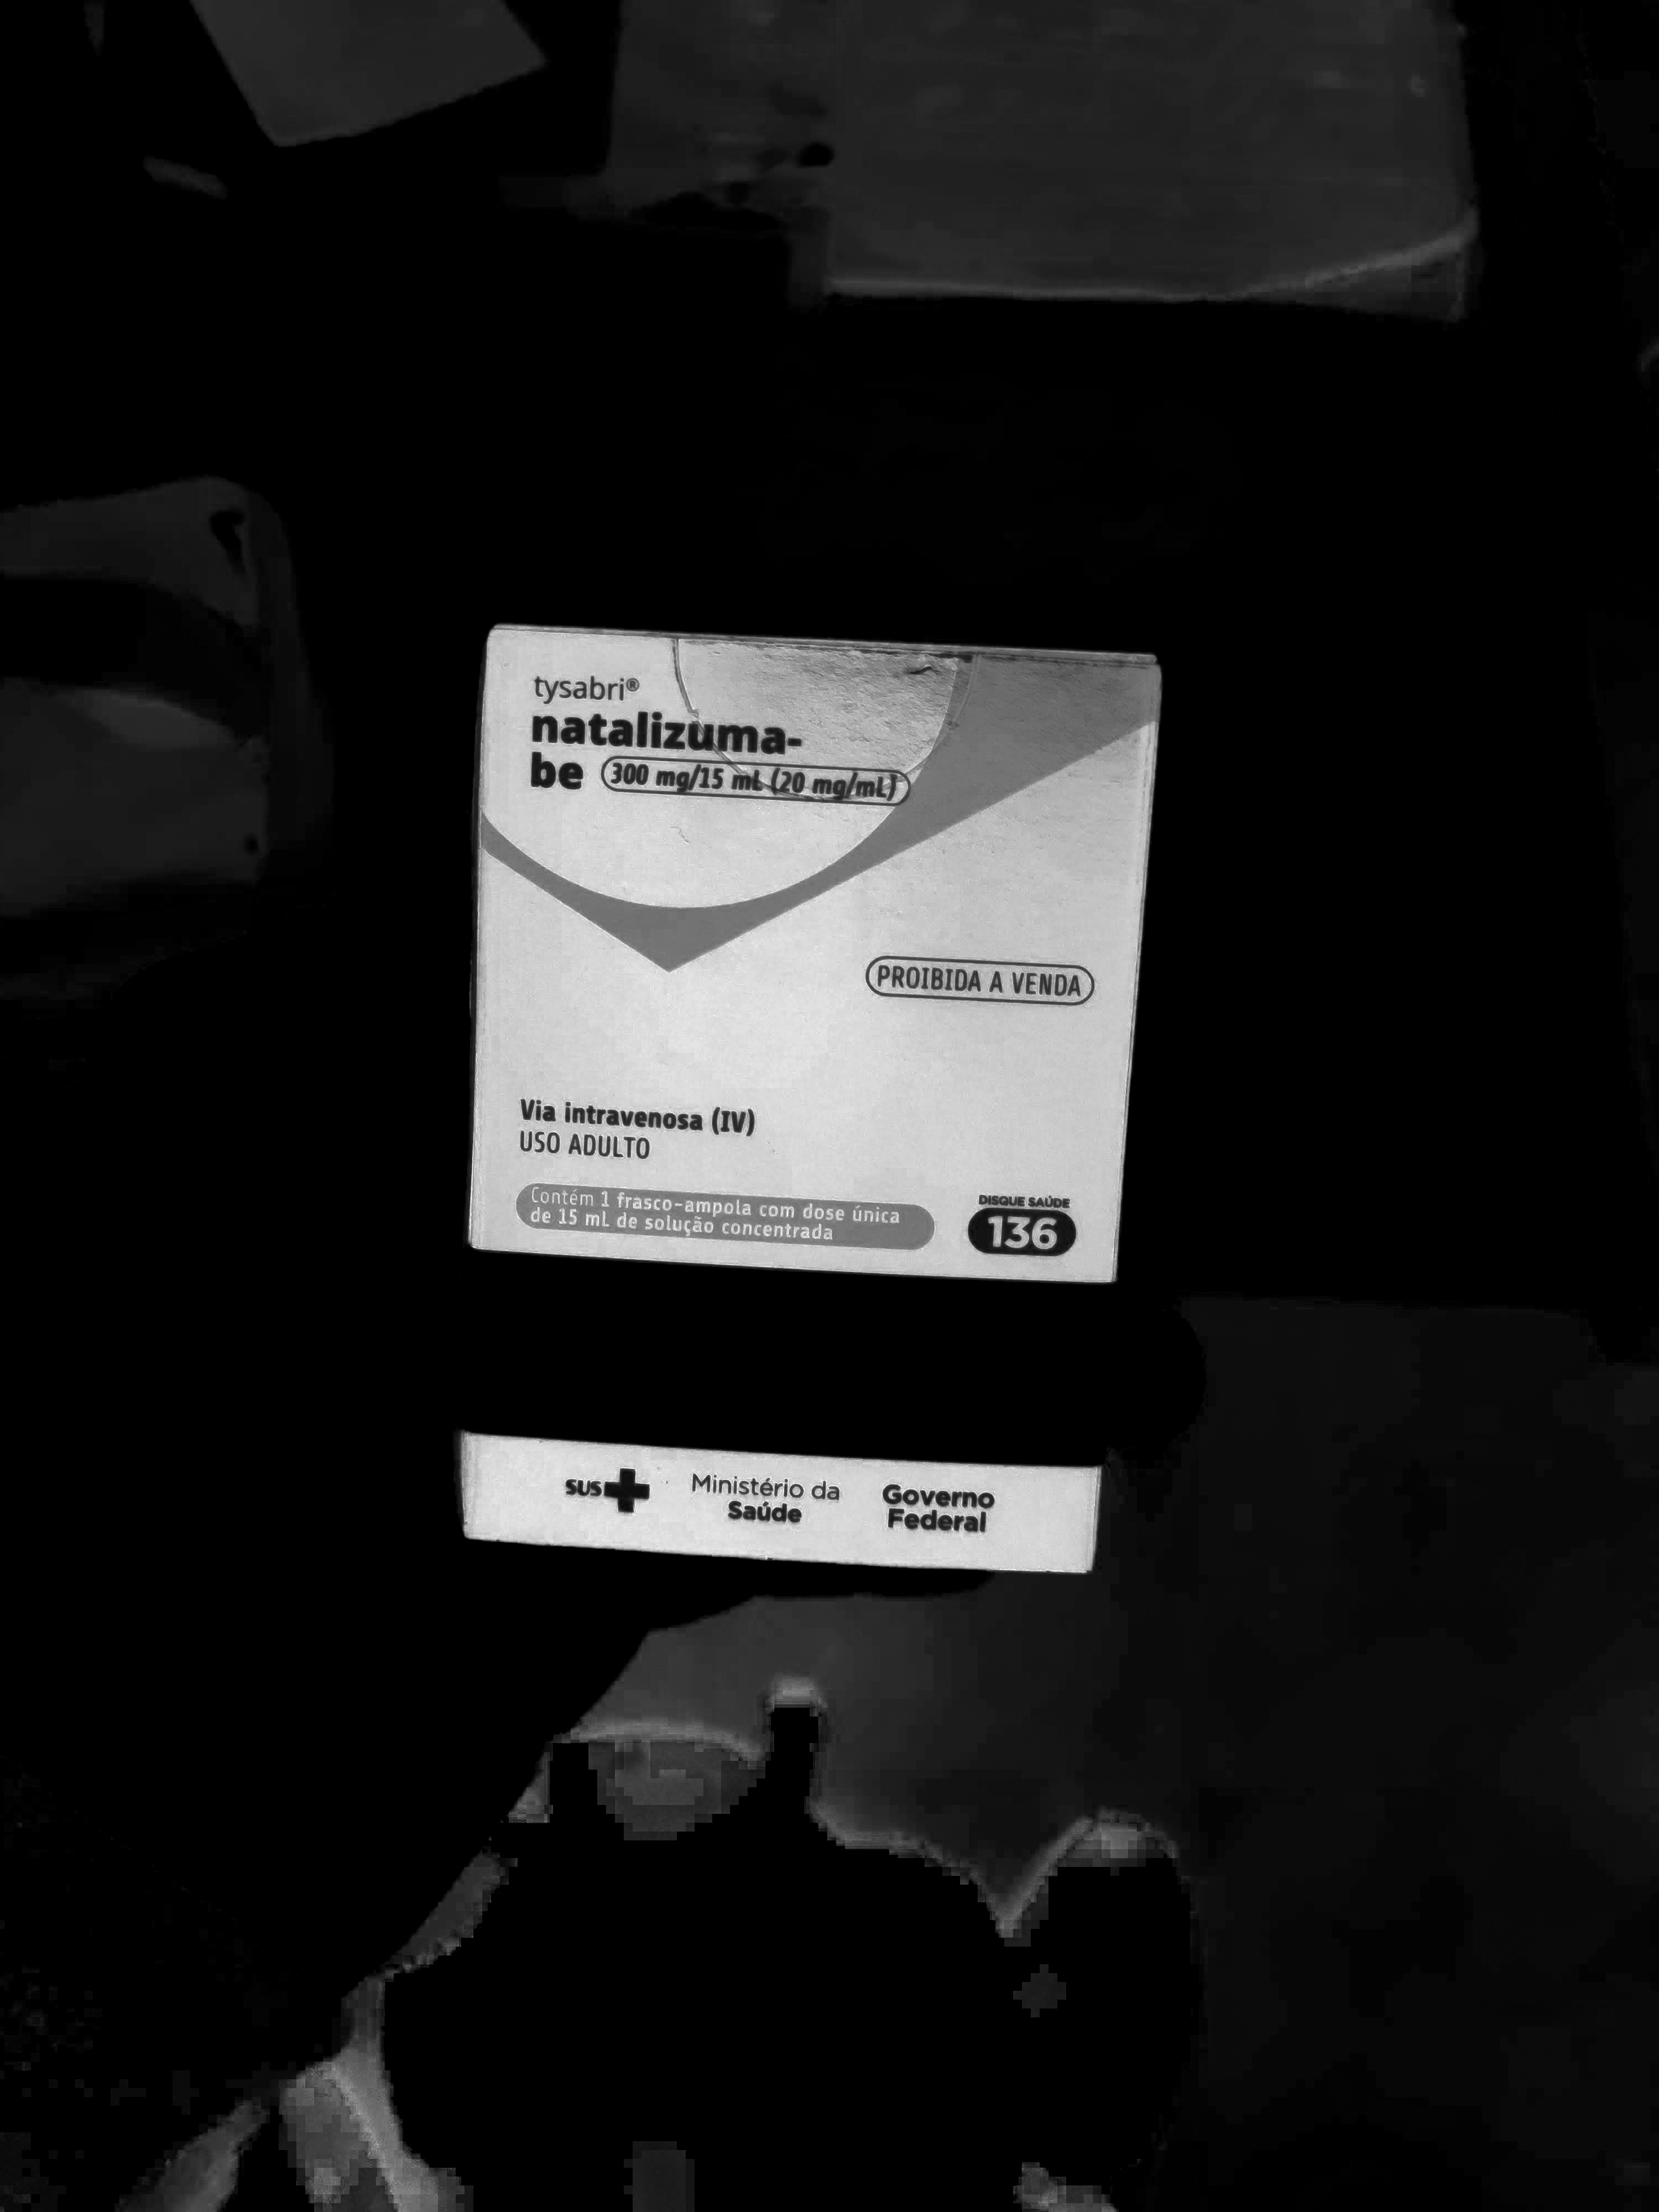 tysabri®
natalizuma-
be 300 mg/15 mL (20 mg/mL)
PROIBIDA A VENDA
Via intravenosa (IV)
USO ADULTO
Contém 1 frasco-ampola com dose única
de 15 mL de solução concentrada
DISQUE SAÚDE
136
SUS
Ministério da
Saúde
Governo
Federal